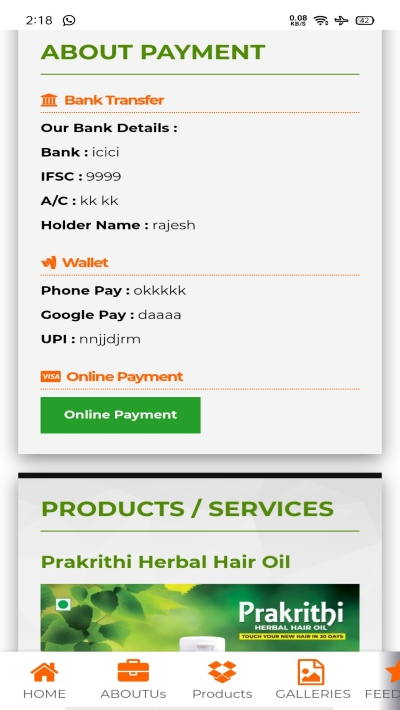 2:18
0.08
KB/S
42
ABOUT PAYMENT
Bank Transfer
Our Bank Details :
Bank : icici
IFSC : 9999
A/C : kk kk
Holder Name : rajesh
Wallet
Phone Pay : okkkkk
Google Pay : daaaa
UPI : nnjjdjrm
VISA Online Payment
Online Payment
PRODUCTS / SERVICES
Prakrithi Herbal Hair Oil
Prakrithi
HERBAL HAIR OIL
TOUCH YOUR NEW HAIR IN 30 DAYS
HOME ABOUTUs Products GALLERIES FEED